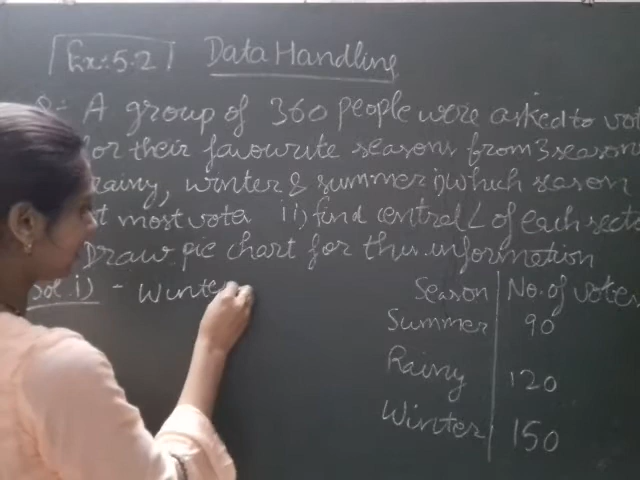 Ex: 5.2 Data Handling
Q:- A group of 360 people were asked to vot
for their favourite seasons from 3 season
rainy, winter & summer i) which season
t most vota ii) find central ∠ of each secto
Draw pie chart for this information
Sol. i) - Winte
Season No. of votes
Summer 90
Rainy 120
Winter 150